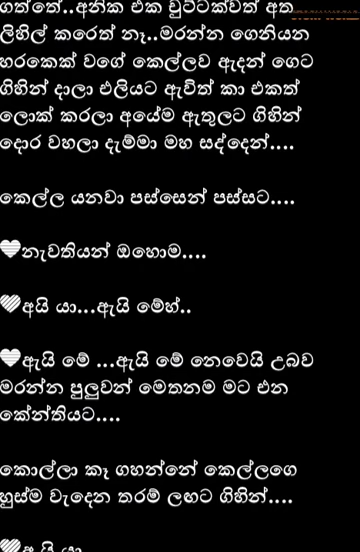 ගත්තේ..අනික එක චුට්ටක්වත් අත
ලිහිල් කරෙත් නෑ..මරන්න ගෙනියන
හරකෙක් වගේ කෙල්ලව ඇදන් ගෙට
ගිහින් දාලා එලියට ඇවිත් කා එකත්
ලොක් කරලා අයේම ඇතුලට ගිහින්
දොර වහලා දැම්මා මහ සද්දෙන්....
කෙල්ල යනවා පස්සෙන් පස්සට....
🤍නැවතියන් ඔහොම....
🤍අයි යා...ඇයි මේහ්..
🤍ඇයි මේ ...ඇයි මේ නෙවෙයි උබව
මරන්න පුලුවන් මෙතනම මට එන
කේන්තියට....
කොල්ලා කෑ ගහන්නේ කෙල්ලගෙ
හුස්ම වැදෙන තරම් ලඟට ගිහින්....
🤍අයි යා